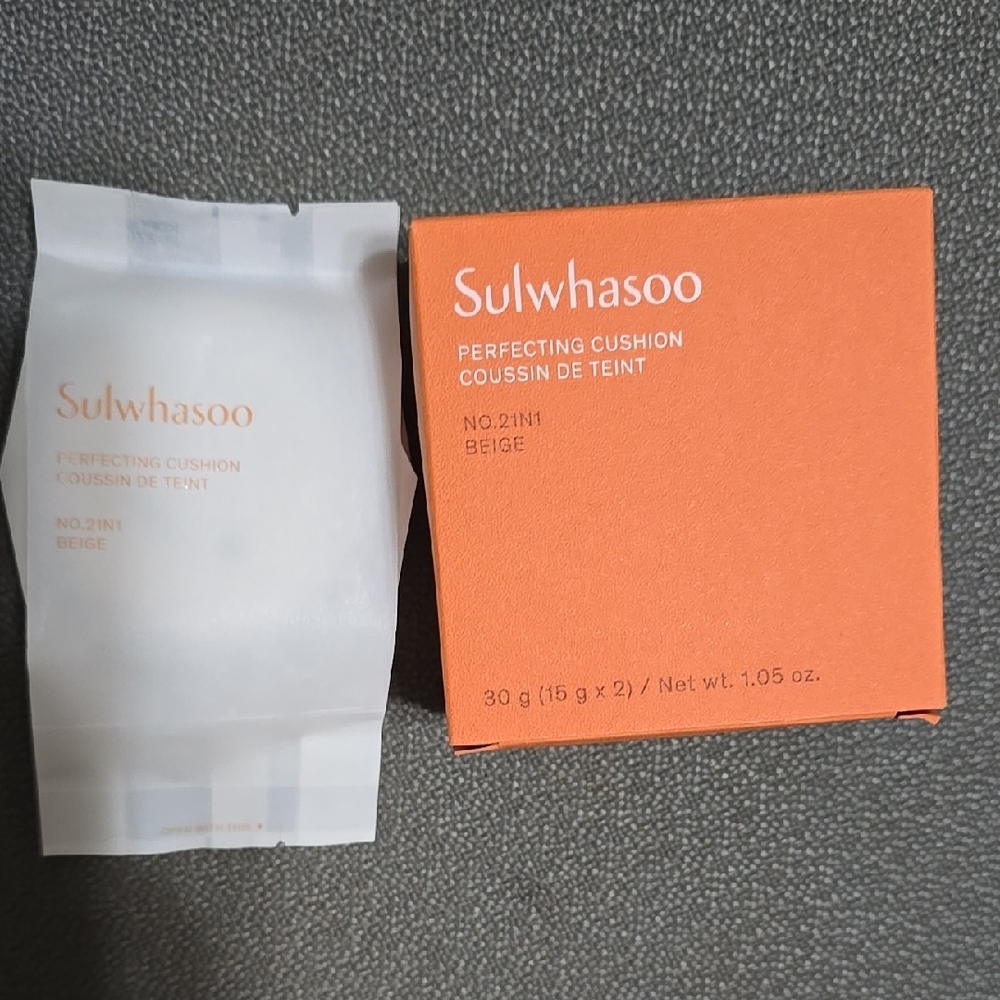 Sulwhasoo
PERFECTING CUSHION
COUSSIN DE TEINT
NO.21N1
BEIGE
Sulwhasoo
PERFECTING CUSHION
COUSSIN DE TEINT
NO.21N1
BEIGE
30 g (15 g x 2) / Net wt. 1.05 oz.